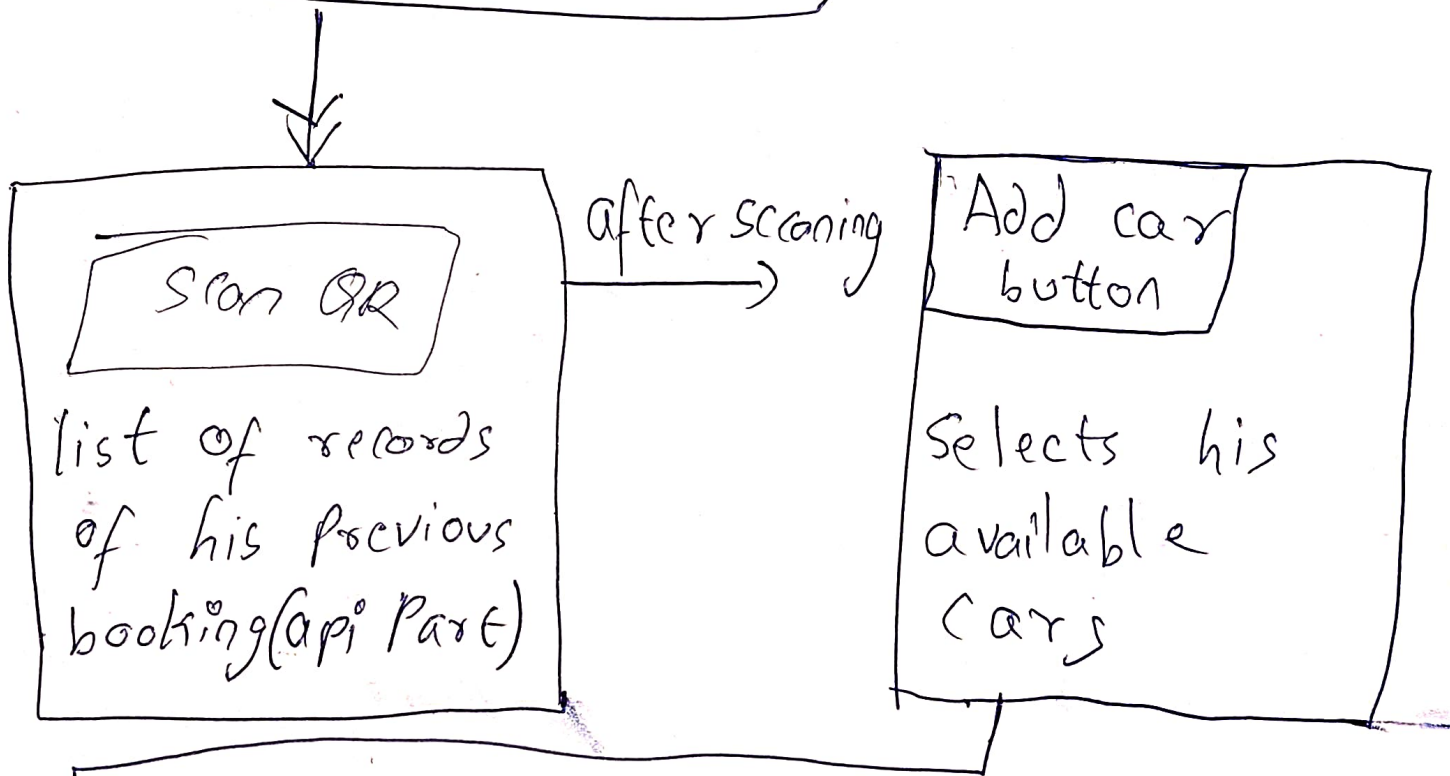 Scan QR
list of records
of his Previous
booking(api Part)
after sccaning
Add car
button
Selects his
available
Cars